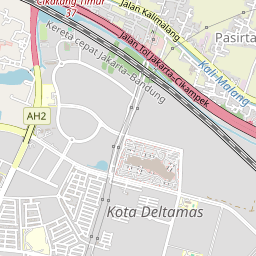 Cikarang Timur
37
Jalan Kalimalang
Pasirta
Kereta Cepat Jakarta-Bandung
Jalan Tol Jakarta-Cikampek
Kali Malang
AH2
Kota Deltamas